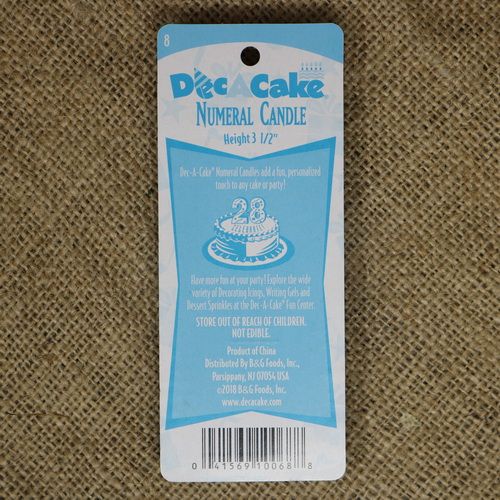 8
DecACake
NUMERAL CANDLE
Height 3 1/2"
Dec-A-Cake® Numeral Candles add a fun, personalized
touch to any cake or party!
28
Have more fun at your party! Explore the wide
variety of Decorating Icings, Writing Gels and
Dessert Sprinkles at the Dec-A-Cake® Fun Center.
STORE OUT OF REACH OF CHILDREN.
NOT EDIBLE.
Product of China
Distributed By B&G Foods, Inc.,
Parsippany, NJ 07054 USA
©2018 B&G Foods, Inc.
www.decacake.com
0 41569 10068 8